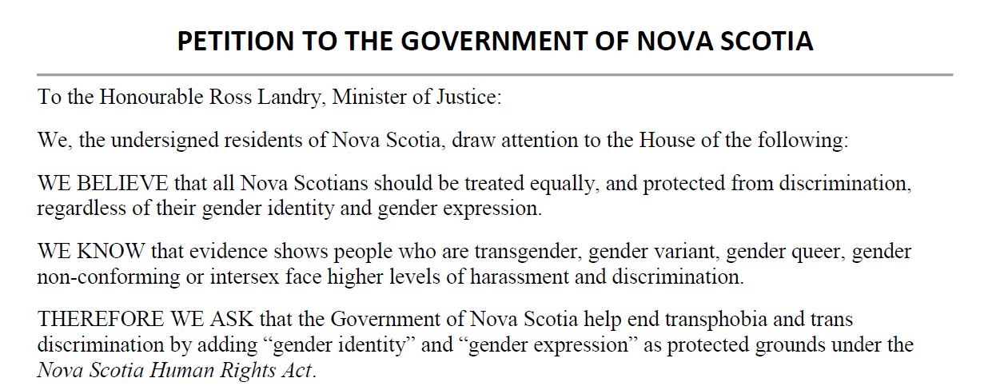 PETITION TO THE GOVERNMENT OF NOVA SCOTIA
To the Honourable Ross Landry, Minister of Justice:
We, the undersigned residents of Nova Scotia, draw attention to the House of the following:
WE BELIEVE that all Nova Scotians should be treated equally, and protected from discrimination,
regardless of their gender identity and gender expression.
WE KNOW that evidence shows people who are transgender, gender variant, gender queer, gender
non-conforming or intersex face higher levels of harassment and discrimination.
THEREFORE WE ASK that the Government of Nova Scotia help end transphobia and trans
discrimination by adding “gender identity” and “gender expression” as protected grounds under the
Nova Scotia Human Rights Act.